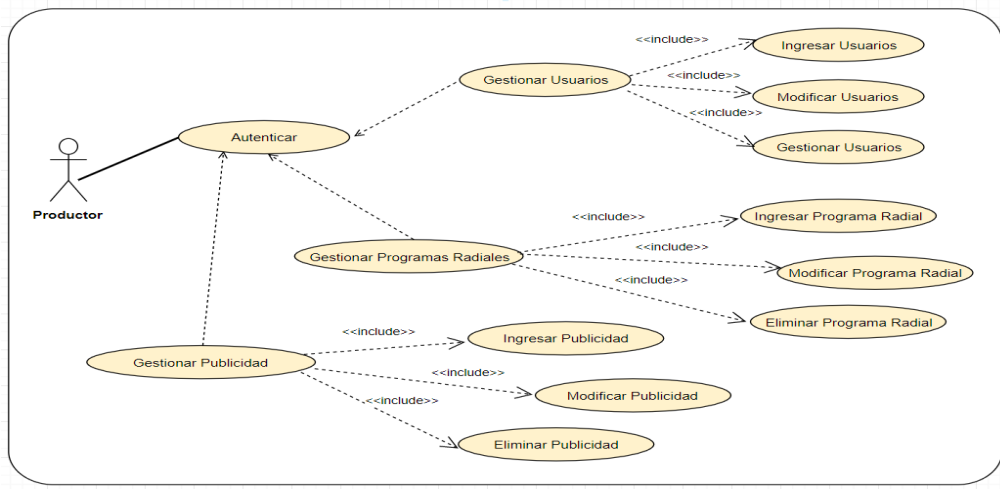 <<include>>
Ingresar Usuarios
Gestionar Usuarios
<<include>>
Modificar Usuarios
<<include>>
Gestionar Usuarios
Autenticar
Productor
<<include>>
Ingresar Programa Radial
Gestionar Programas Radiales
<<include>>
Modificar Programa Radial
<<include>>
Eliminar Programa Radial
<<include>>
Ingresar Publicidad
Gestionar Publicidad
<<include>>
Modificar Publicidad
<<include>>
Eliminar Publicidad